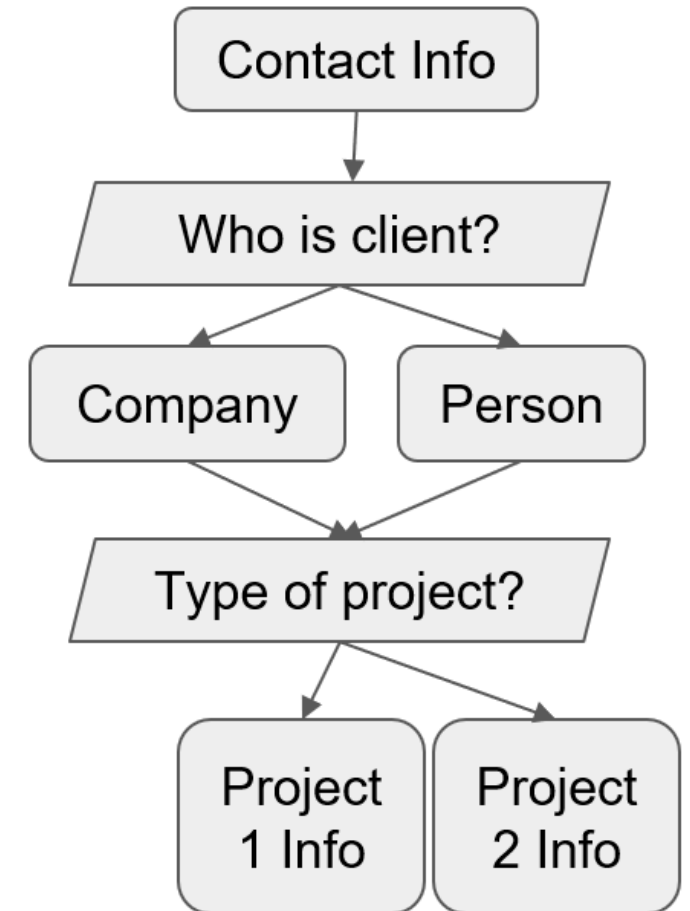 Contact Info
Who is client?
Company
Person
Type of project?
Project
1 Info
Project
2 Info